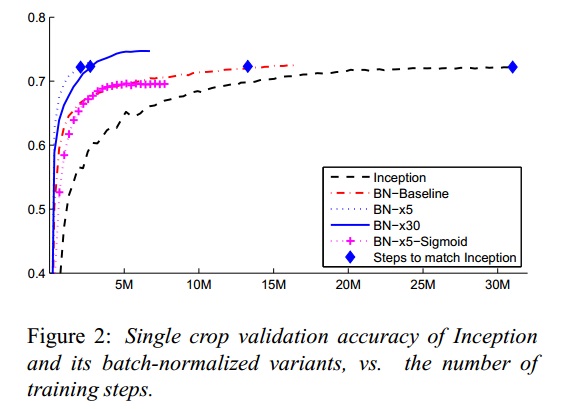 0.8
0.7
0.6
0.5
0.4
5M 10M 15M 20M 25M 30M
Inception
BN−Baseline
BN−x5
BN−x30
BN−x5−Sigmoid
Steps to match Inception
Figure 2: Single crop validation accuracy of Inception
and its batch-normalized variants, vs. the number of
training steps.